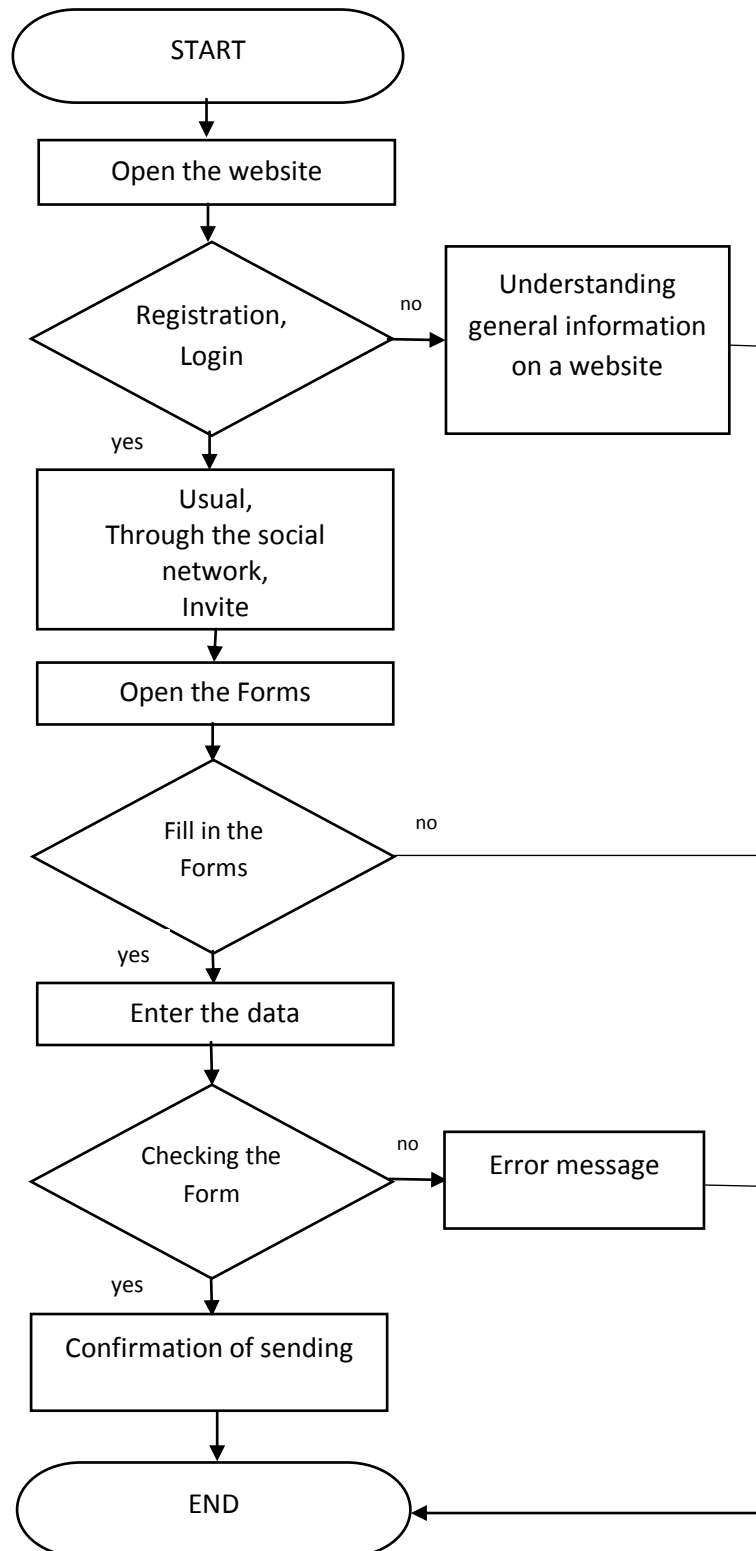 START
Open the website
Registration,
Login
no
Understanding
general information
on a website
yes
Usual,
Through the social
network,
Invite
Open the Forms
Fill in the
Forms
no
yes
Enter the data
Checking the
Form
no
Error message
yes
Confirmation of sending
END